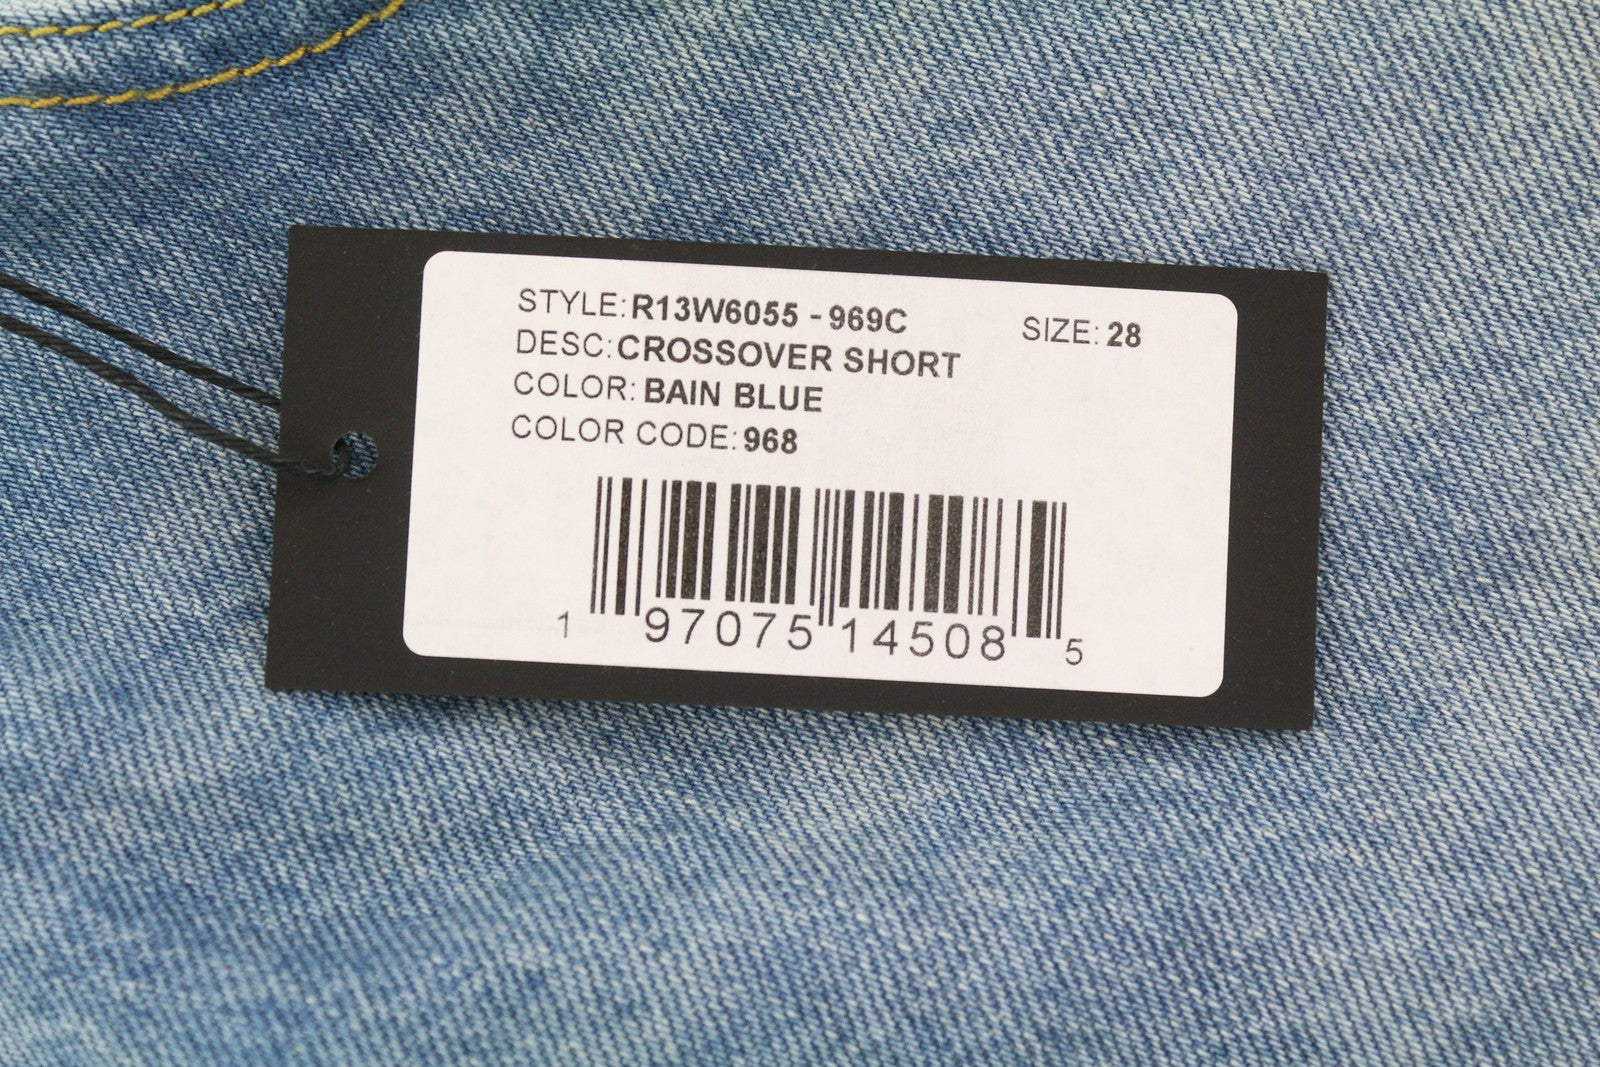 STYLE: R13W6055 - 969C SIZE: 28
DESC: CROSSOVER SHORT
COLOR: BAIN BLUE
COLOR CODE: 968
1 97075 14508 5